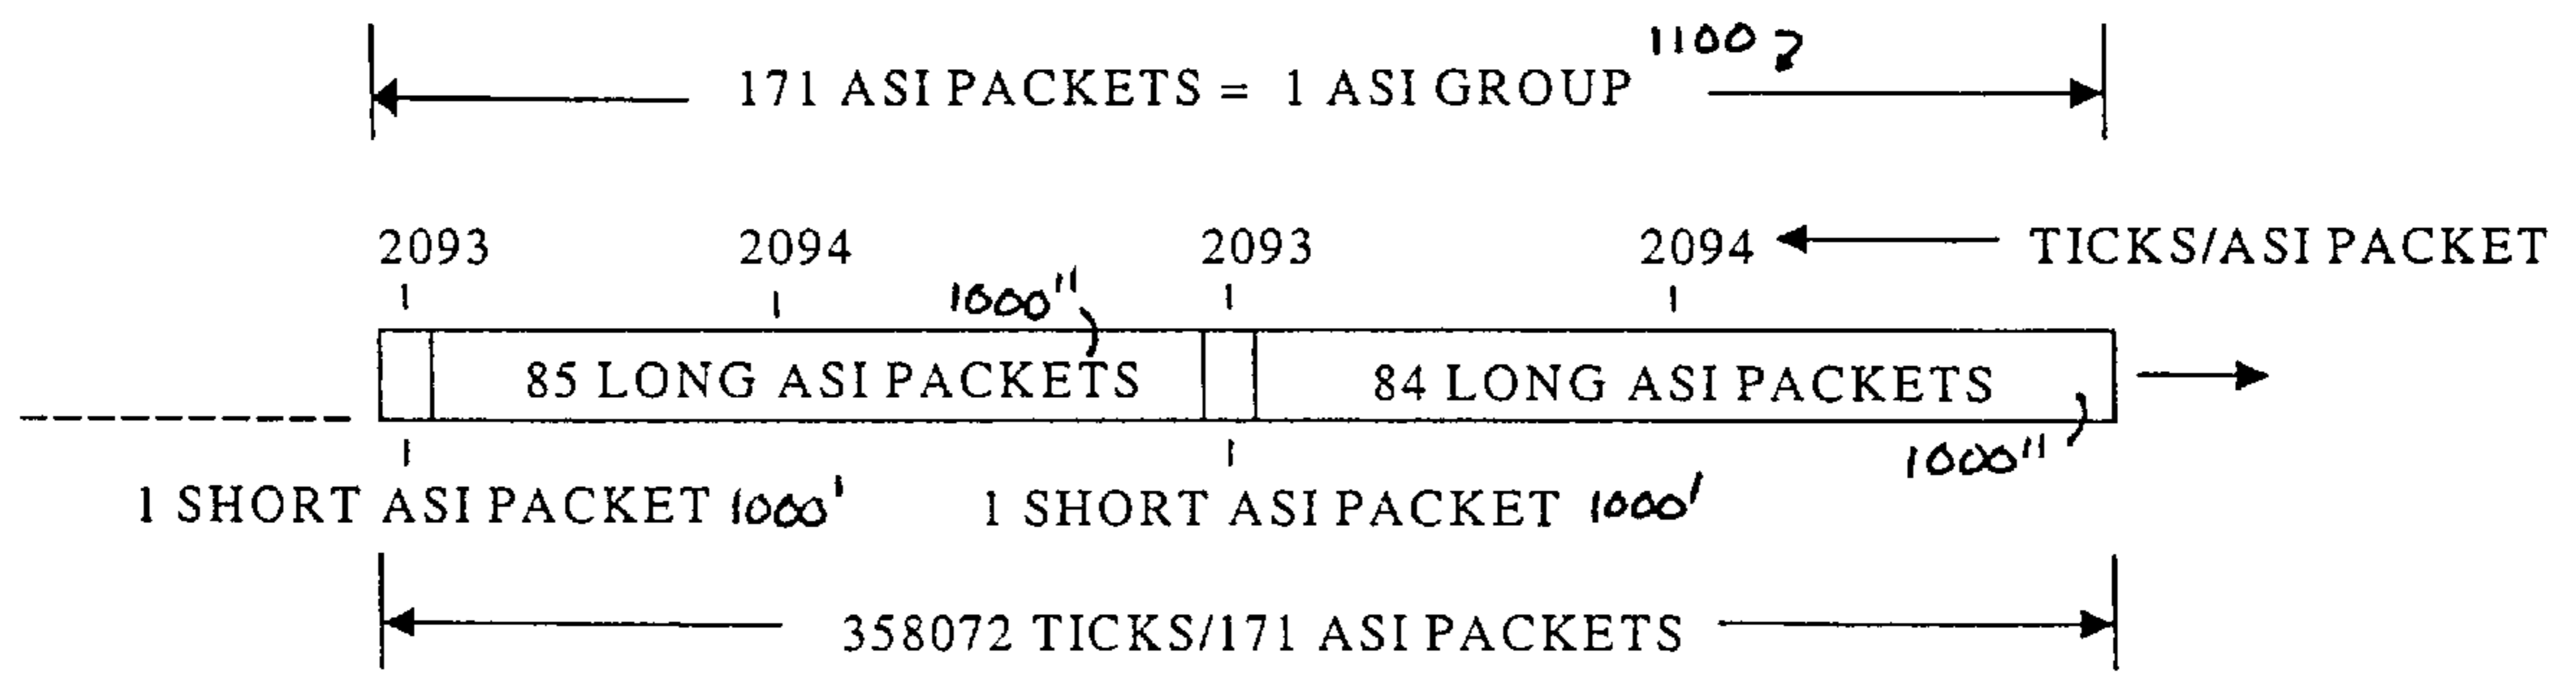 1100
171 ASI PACKETS = 1 ASI GROUP
2093 2094 2093 2094 TICKS/ASI PACKET
1000''
85 LONG ASI PACKETS 84 LONG ASI PACKETS
1000''
1 SHORT ASI PACKET 1000' 1 SHORT ASI PACKET 1000'
358072 TICKS/171 ASI PACKETS